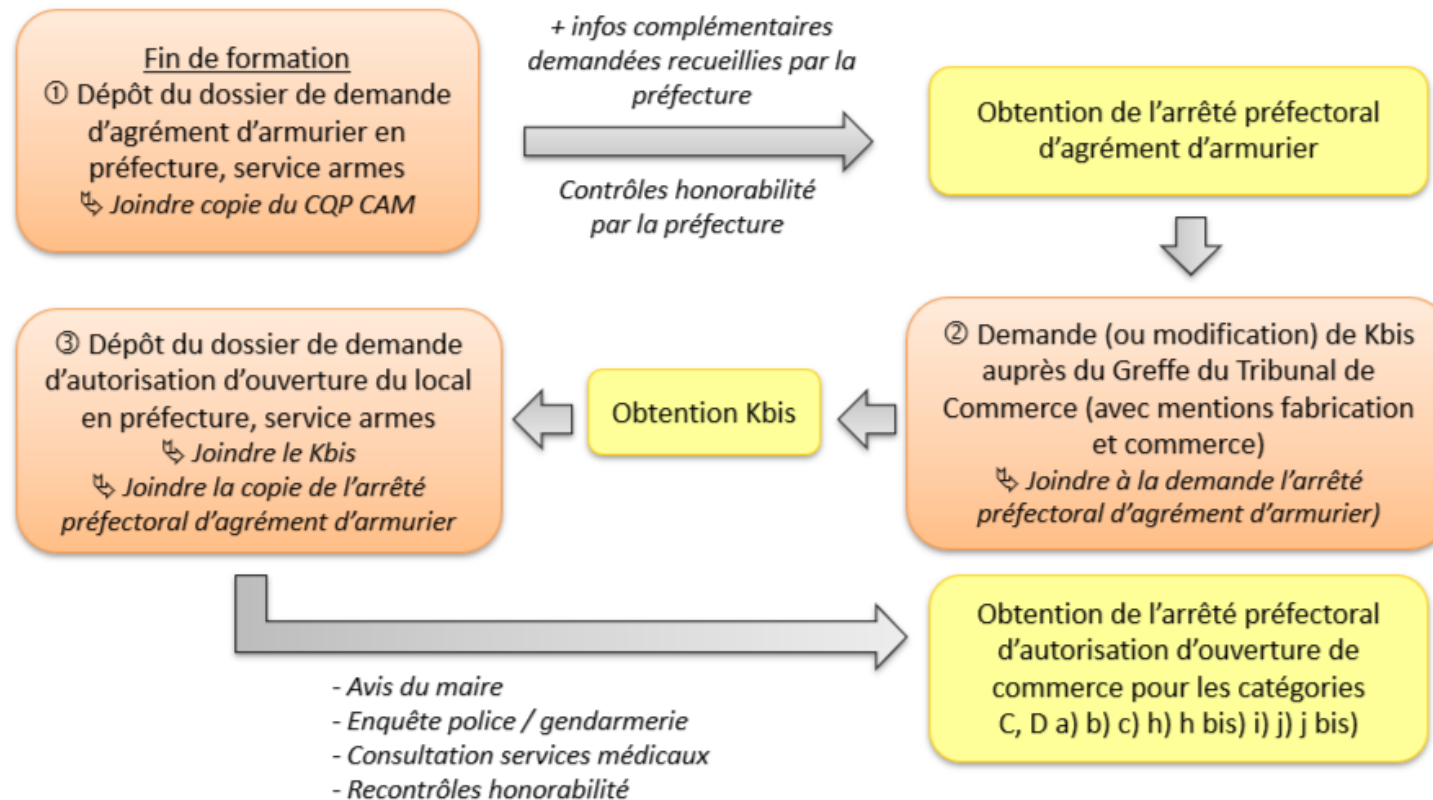 Fin de formation
① Dépôt du dossier de demande
d'agrément d'armurier en
préfecture, service armes
↳ Joindre copie du CQP CAM
+ infos complémentaires
demandées recueillies par la
préfecture
Contrôles honorabilité
par la préfecture
Obtention de l'arrêté préfectoral
d'agrément d'armurier
② Demande (ou modification) de Kbis
auprès du Greffe du Tribunal de
Commerce (avec mentions fabrication
et commerce)
↳ Joindre à la demande l'arrêté
préfectoral d'agrément d'armurier)
Obtention Kbis
③ Dépôt du dossier de demande
d'autorisation d'ouverture du local
en préfecture, service armes
↳ Joindre le Kbis
↳ Joindre la copie de l'arrêté
préfectoral d'agrément d'armurier
- Avis du maire
- Enquête police / gendarmerie
- Consultation services médicaux
- Recontrôles honorabilité
Obtention de l'arrêté préfectoral
d'autorisation d'ouverture de
commerce pour les catégories
C, D a) b) c) h) h bis) i) j) j bis)